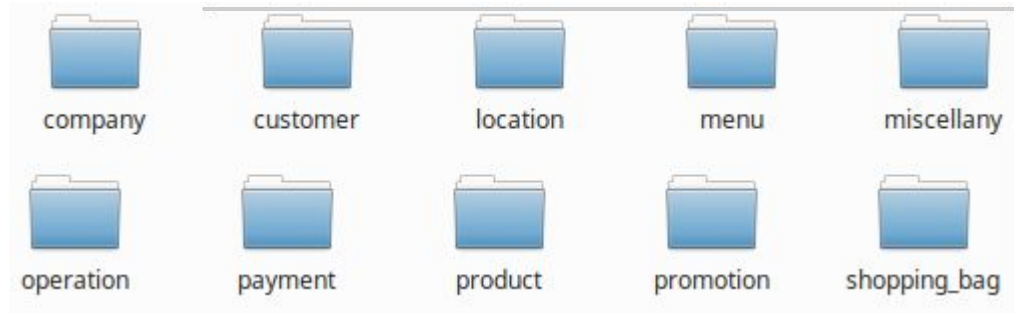 company customer location menu miscellany
operation payment product promotion shopping_bag